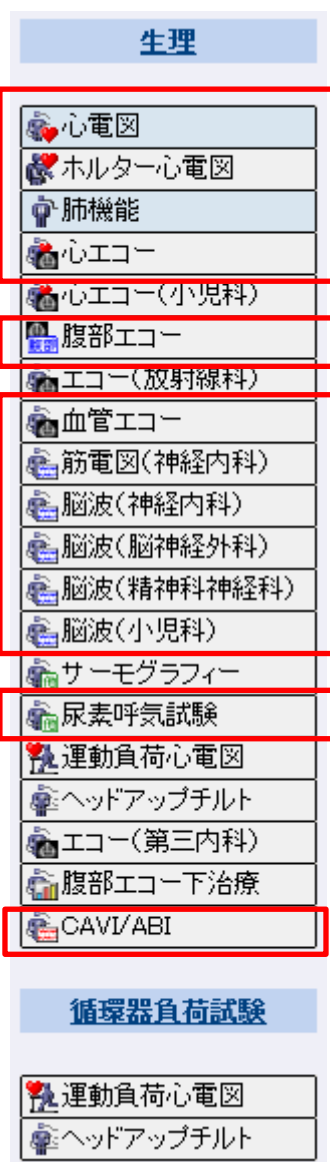 生理
心電図
ホルター心電図
肺機能
心エコー
心エコー(小児科)
腹部エコー
エコー(放射線科)
血管エコー
筋電図(神経内科)
脳波(神経内科)
脳波(脳神経外科)
脳波(精神科神経科)
脳波(小児科)
サーモグラフィー
尿素呼気試験
運動負荷心電図
ヘッドアップチルト
エコー(第三内科)
腹部エコー下治療
CAVI/ABI
循環器負荷試験
運動負荷心電図
ヘッドアップチルト